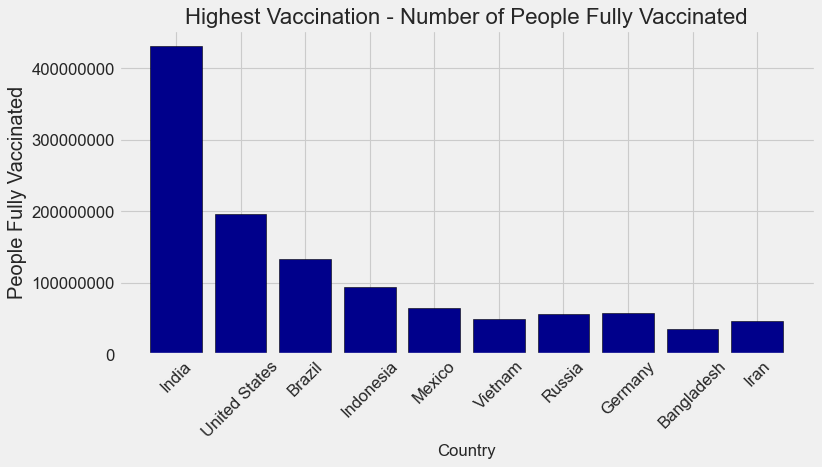 Highest Vaccination - Number of People Fully Vaccinated
People Fully Vaccinated
400000000
300000000
200000000
100000000
0
India
United States
Brazil
Indonesia
Mexico
Vietnam
Russia
Germany
Bangladesh
Iran
Country